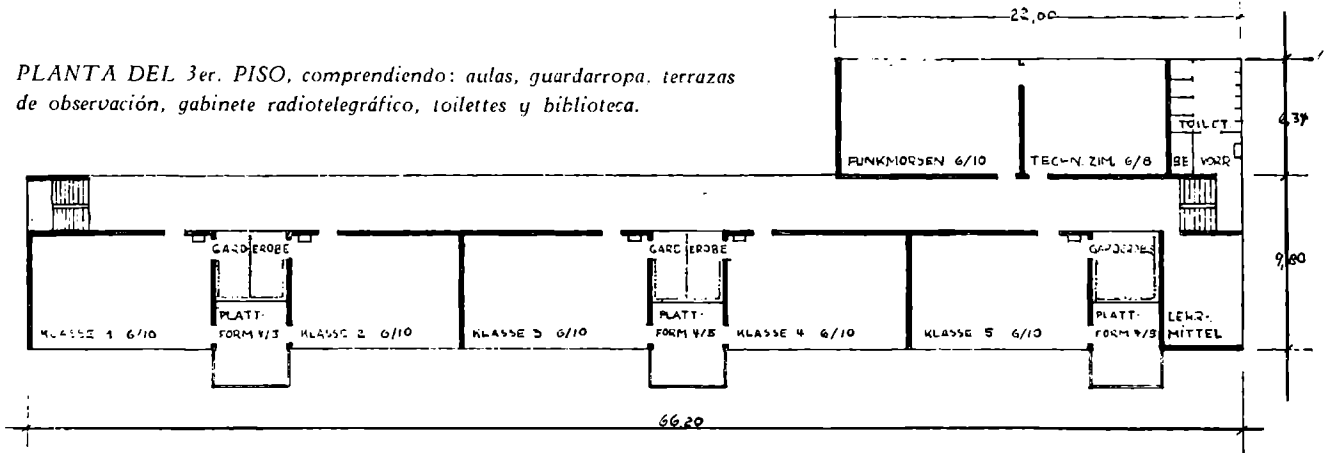 22,00
PLANTA DEL 3er. PISO, comprendiendo: aulas, guardarropa. terrazas
de observación, gabinete radiotelegráfico, toilettes y biblioteca.
6,34
TOILET.
FUNKMORSEN 6/10
TECHN. ZIM. 6/8
BE VORR
GARDEROBE
GARDEROBE
GARDEROBE
9,80
PLATT-
FORM 4/3
PLATT-
FORM 4/3
PLATT-
FORM 4/3
LEHR-
MITTEL
KLASSE 1 6/10
KLASSE 2 6/10
KLASSE 3 6/10
KLASSE 4 6/10
KLASSE 5 6/10
66.20